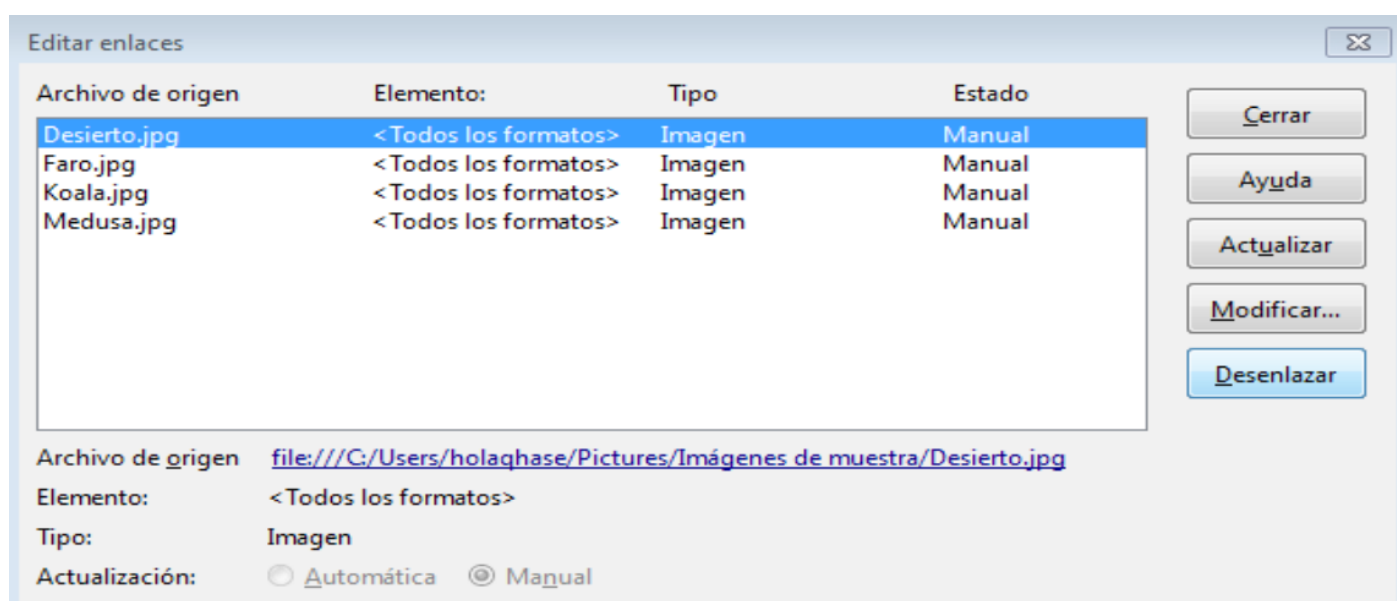 Editar enlaces
Archivo de origen Elemento: Tipo Estado
Desierto.jpg <Todos los formatos> Imagen Manual
Faro.jpg <Todos los formatos> Imagen Manual
Koala.jpg <Todos los formatos> Imagen Manual
Medusa.jpg <Todos los formatos> Imagen Manual
Cerrar
Ayuda
Actualizar
Modificar...
Desenlazar
Archivo de origen file:///C:/Users/holaqhase/Pictures/Imágenes de muestra/Desierto.jpg
Elemento: <Todos los formatos>
Tipo: Imagen
Actualización: Automática Manual